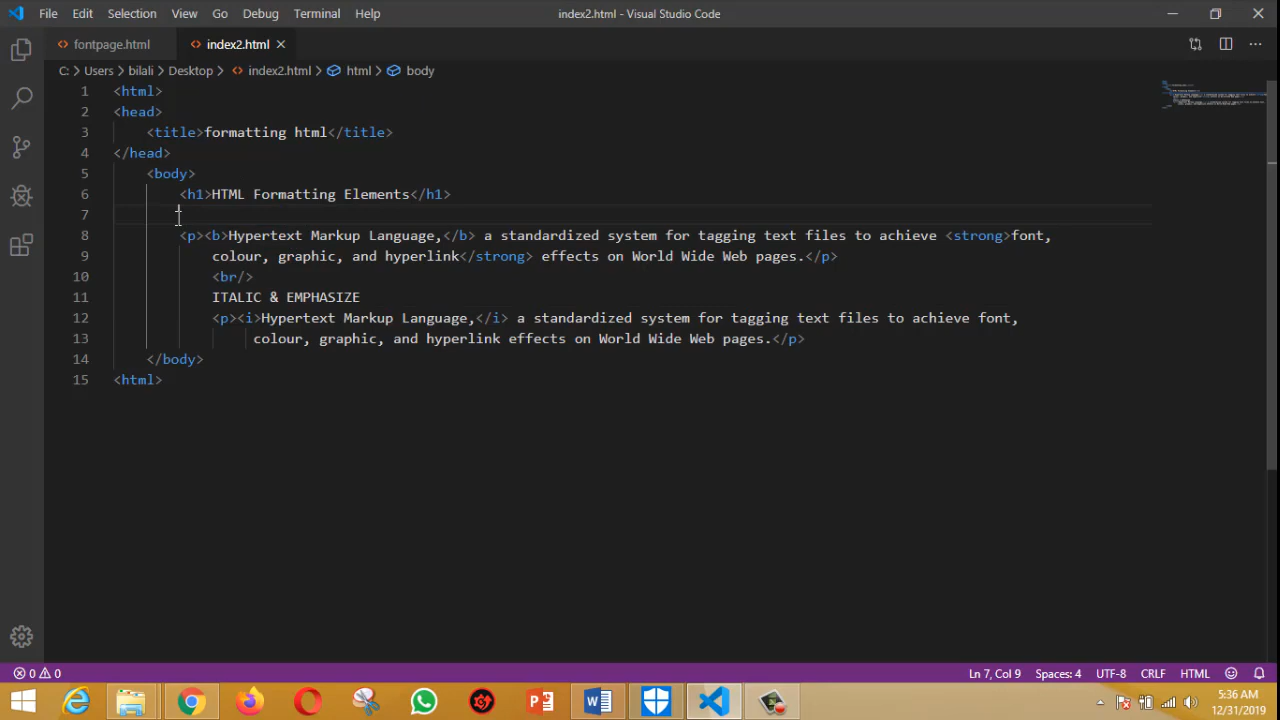 File Edit Selection View Go Debug Terminal Help
index2.html - Visual Studio Code
fontpage.html index2.html
C: > Users > bilali > Desktop > index2.html > html > body
1 <html>
2 <head>
3 <title>formatting html</title>
4 </head>
5 <body>
6 <h1>HTML Formatting Elements</h1>
7
8 <p><b>Hypertext Markup Language,</b> a standardized system for tagging text files to achieve <strong>font,
9 colour, graphic, and hyperlink</strong> effects on World Wide Web pages.</p>
10 <br/>
11 ITALIC & EMPHASIZE
12 <p><i>Hypertext Markup Language,</i> a standardized system for tagging text files to achieve font,
13 colour, graphic, and hyperlink effects on World Wide Web pages.</p>
14 </body>
15 <html>
0 0 Ln 7, Col 9 Spaces: 4 UTF-8 CRLF HTML
5:36 AM
12/31/2019